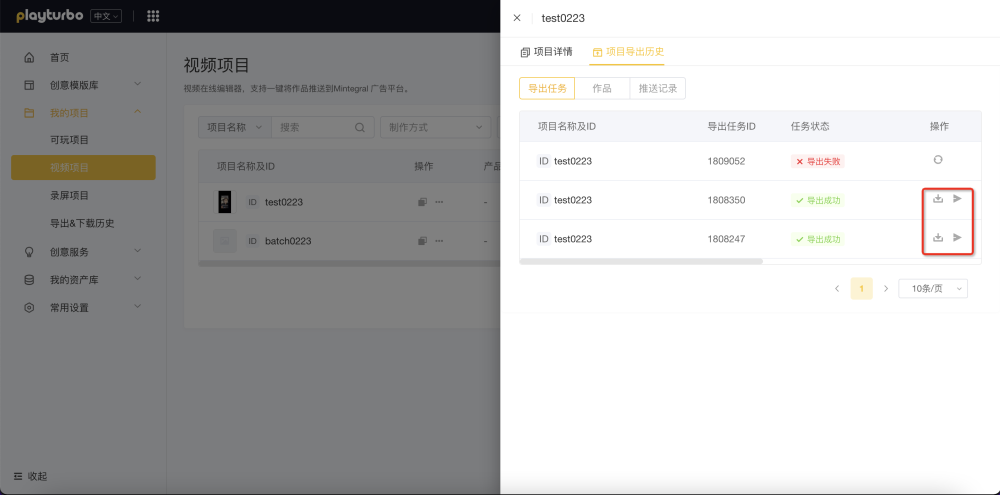 playturbo 中文
首页
创意模版库
我的项目
可玩项目
视频项目
录屏项目
导出&下载历史
创意服务
我的资产库
常用设置
收起
视频项目
视频在线编辑器，支持一键将作品推送到Mintegral 广告平台。
项目名称 搜索 制作方式
项目名称及ID 操作 产品
ID test0223 -
ID batch0223 -
test0223
项目详情 项目导出历史
导出任务 作品 推送记录
项目名称及ID 导出任务ID 任务状态 操作
ID test0223 1809052 导出失败
ID test0223 1808350 导出成功
ID test0223 1808247 导出成功
1 10条/页